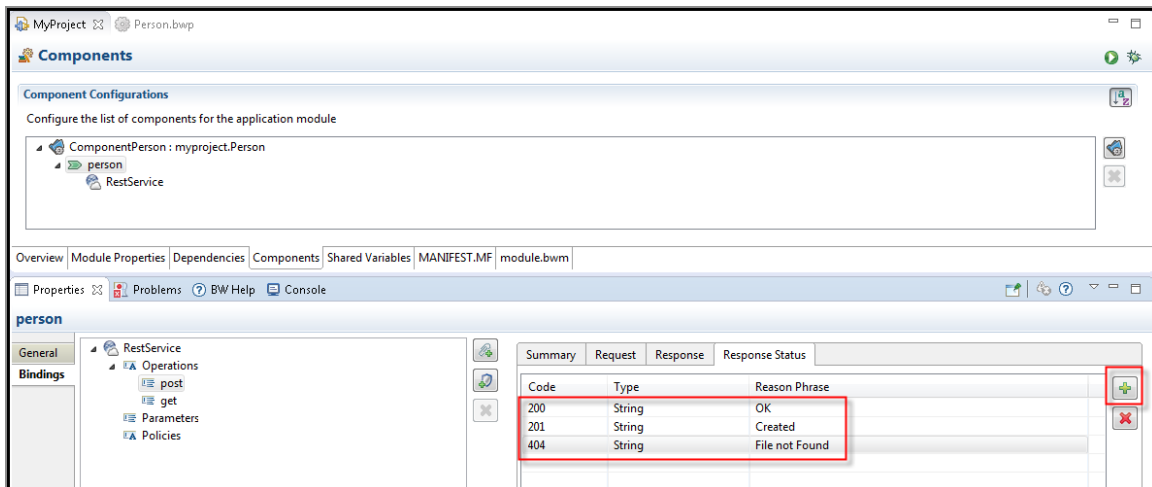 MyProject Person.bwp
Components
Component Configurations
Configure the list of components for the application module
ComponentPerson : myproject.Person
person
RestService
Overview Module Properties Dependencies Components Shared Variables MANIFEST.MF module.bwm
Properties Problems BW Help Console
person
General
Bindings
RestService
Operations
post
get
Parameters
Policies
Summary Request Response Response Status
Code Type Reason Phrase
200 String OK
201 String Created
404 String File not Found